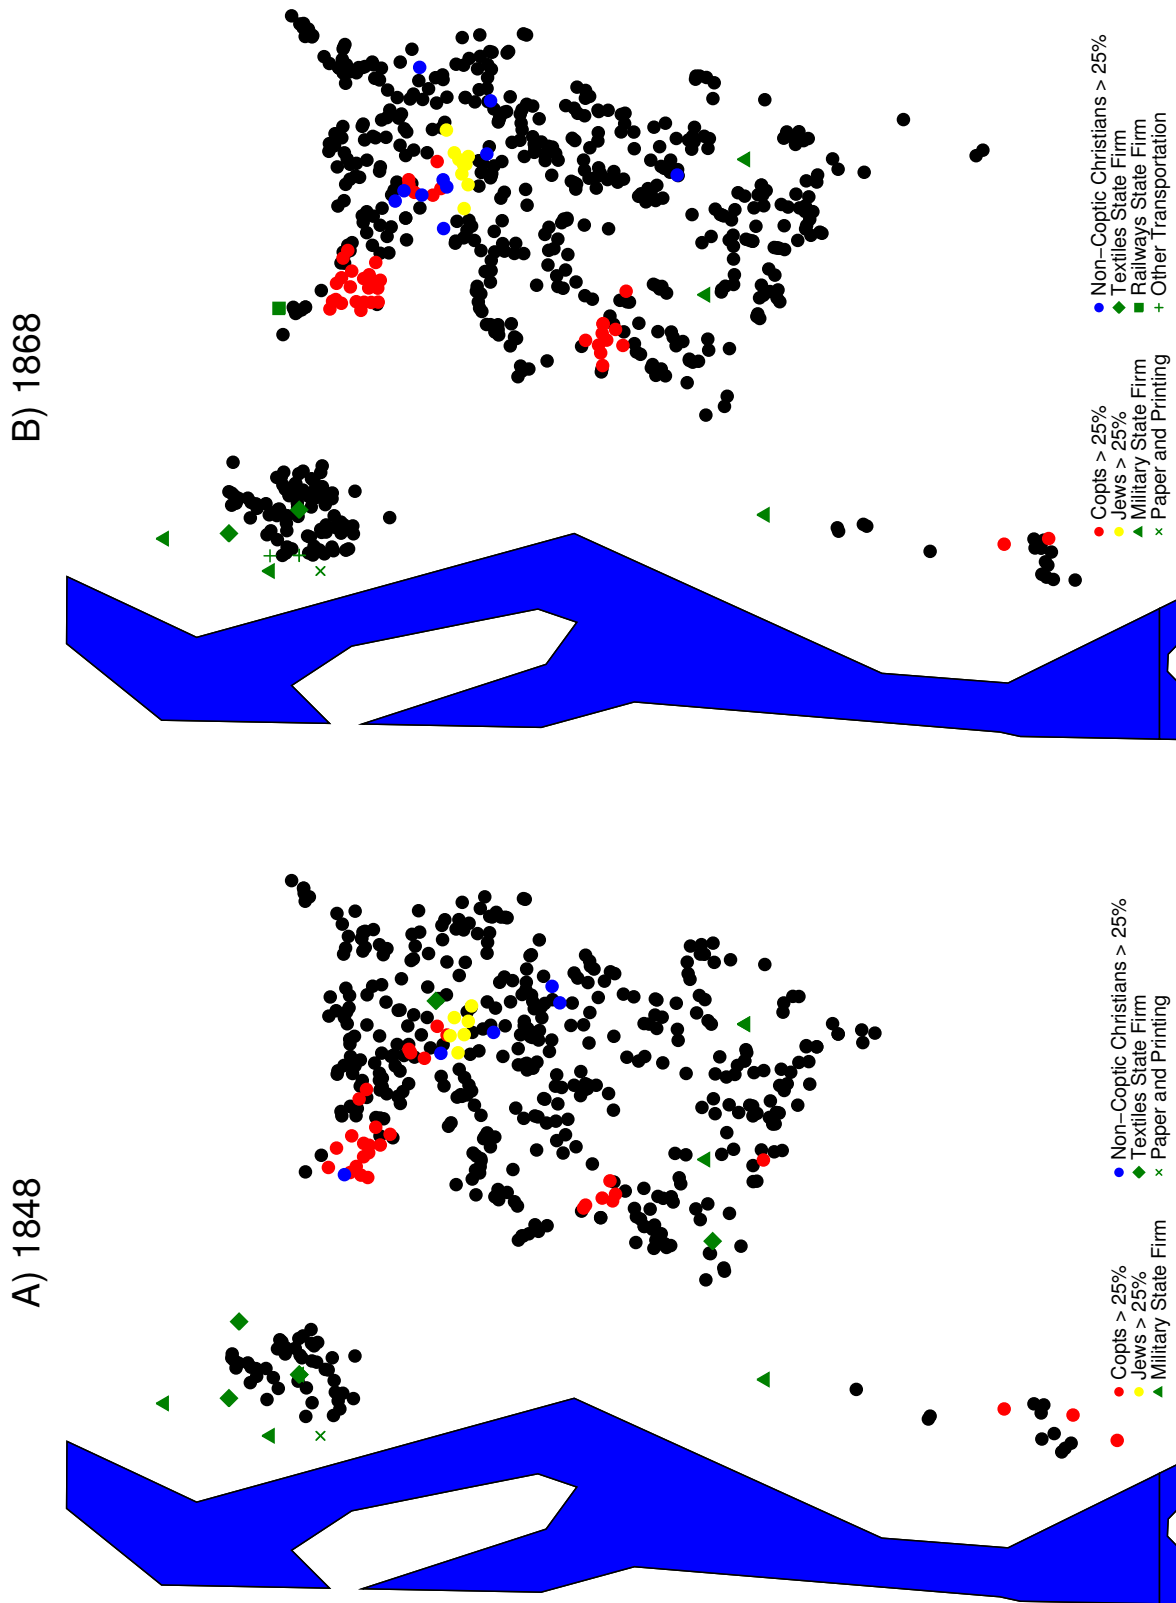 A) 1848
Copts > 25%
Jews > 25%
Military State Firm
Non−Coptic Christians > 25%
Textiles State Firm
Paper and Printing
B) 1868
Copts > 25%
Jews > 25%
Military State Firm
Paper and Printing
Non−Coptic Christians > 25%
Textiles State Firm
Railways State Firm
Other Transportation